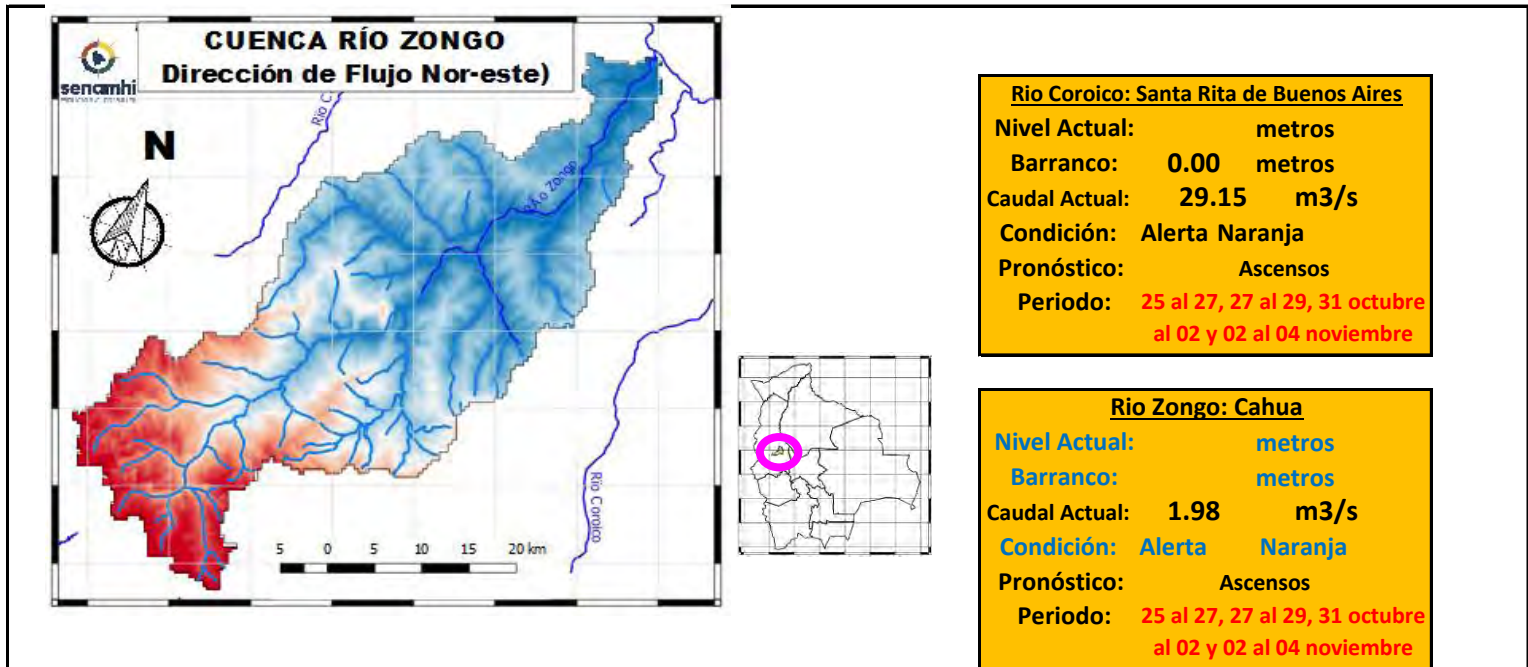 CUENCA RÍO ZONGO
Dirección de Flujo Nor-este)
senamhi
N
Río C
Río Zongo
Río Coroico
5 0 5 10 15 20 km
Rio Coroico: Santa Rita de Buenos Aires
Nivel Actual: metros
Barranco: 0.00 metros
Caudal Actual: 29.15 m3/s
Condición: Alerta Naranja
Pronóstico: Ascensos
Periodo: 25 al 27, 27 al 29, 31 octubre
al 02 y 02 al 04 noviembre
Rio Zongo: Cahua
Nivel Actual: metros
Barranco: metros
Caudal Actual: 1.98 m3/s
Condición: Alerta Naranja
Pronóstico: Ascensos
Periodo: 25 al 27, 27 al 29, 31 octubre
al 02 y 02 al 04 noviembre